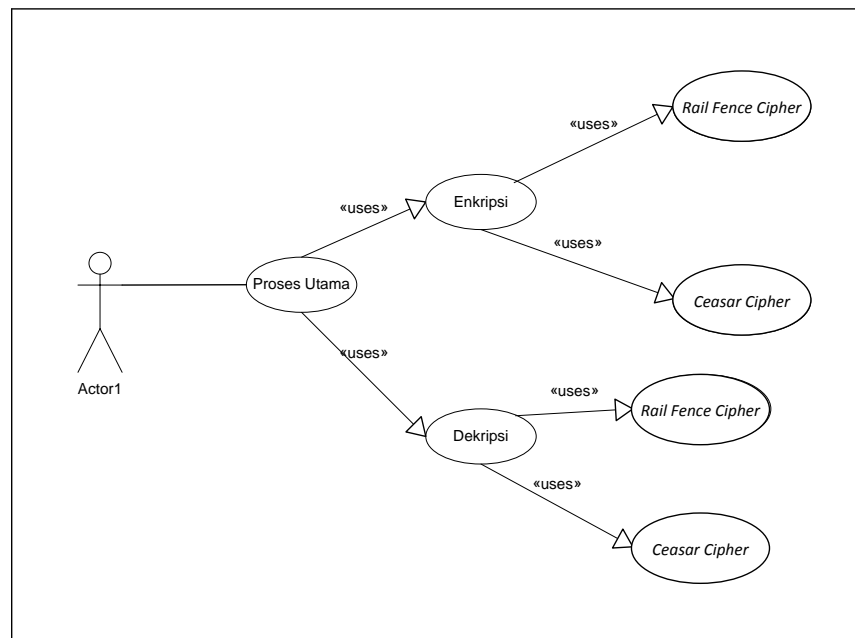 Rail Fence Cipher
«uses»
«uses»
Enkripsi
«uses»
Proses Utama
Ceasar Cipher
«uses»
Actor1
«uses»
Rail Fence Cipher
Dekripsi
«uses»
Ceasar Cipher